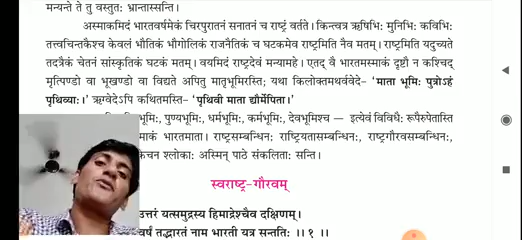 मन्यन्ते ते तु वस्तुतः भ्रान्तास्सन्ति।
अस्माकमिदं भारतवर्षमेकं चिरपुरातनं सनातनं च राष्ट्रं वर्तते। किन्त्वत्र ऋषिभिः मुनिभिः कविभिः
तत्त्वचिन्तकैश्च केवलं भौतिकं भौगोलिकं राजनैतिकं च घटकमेव राष्ट्रमिति नैव मतम्। राष्ट्रमिति यदुच्यते
तदत्रैकं चेतनं सांस्कृतिकं घटकं मतम्। वयमिदं राष्ट्रदेवं मन्यामहे। एतद् वै भारतमस्माकं दृष्टौ न कश्चिद्
मृत्पिण्डो वा भूखण्डो वा विद्यते अपितु मातृभूमिरस्ति; यथा किलोक्तमथर्ववेदे– 'माता भूमिः पुत्रोऽहं
पृथिव्याः।' ऋग्वेदेऽपि कथितमस्ति– 'पृथिवी माता द्यौर्मेपिता।'
भूमिः, पुण्यभूमिः, धर्मभूमिः, कर्मभूमिः, देवभूमिश्च — इत्येवं विविधैः रूपैरुपेतास्ति
माकं भारतमाता। राष्ट्रसम्बन्धिनः राष्ट्रियतासम्बन्धिनः, राष्ट्रगौरवसम्बन्धिनः,
केचन श्लोकाः अस्मिन् पाठे संकलिताः सन्ति।
स्वराष्ट्र-गौरवम्
उत्तरं यत्समुद्रस्य हिमाद्रेश्चैव दक्षिणम्।
वर्षं तद्भारतं नाम भारती यत्र सन्ततिः ।। १ ।।